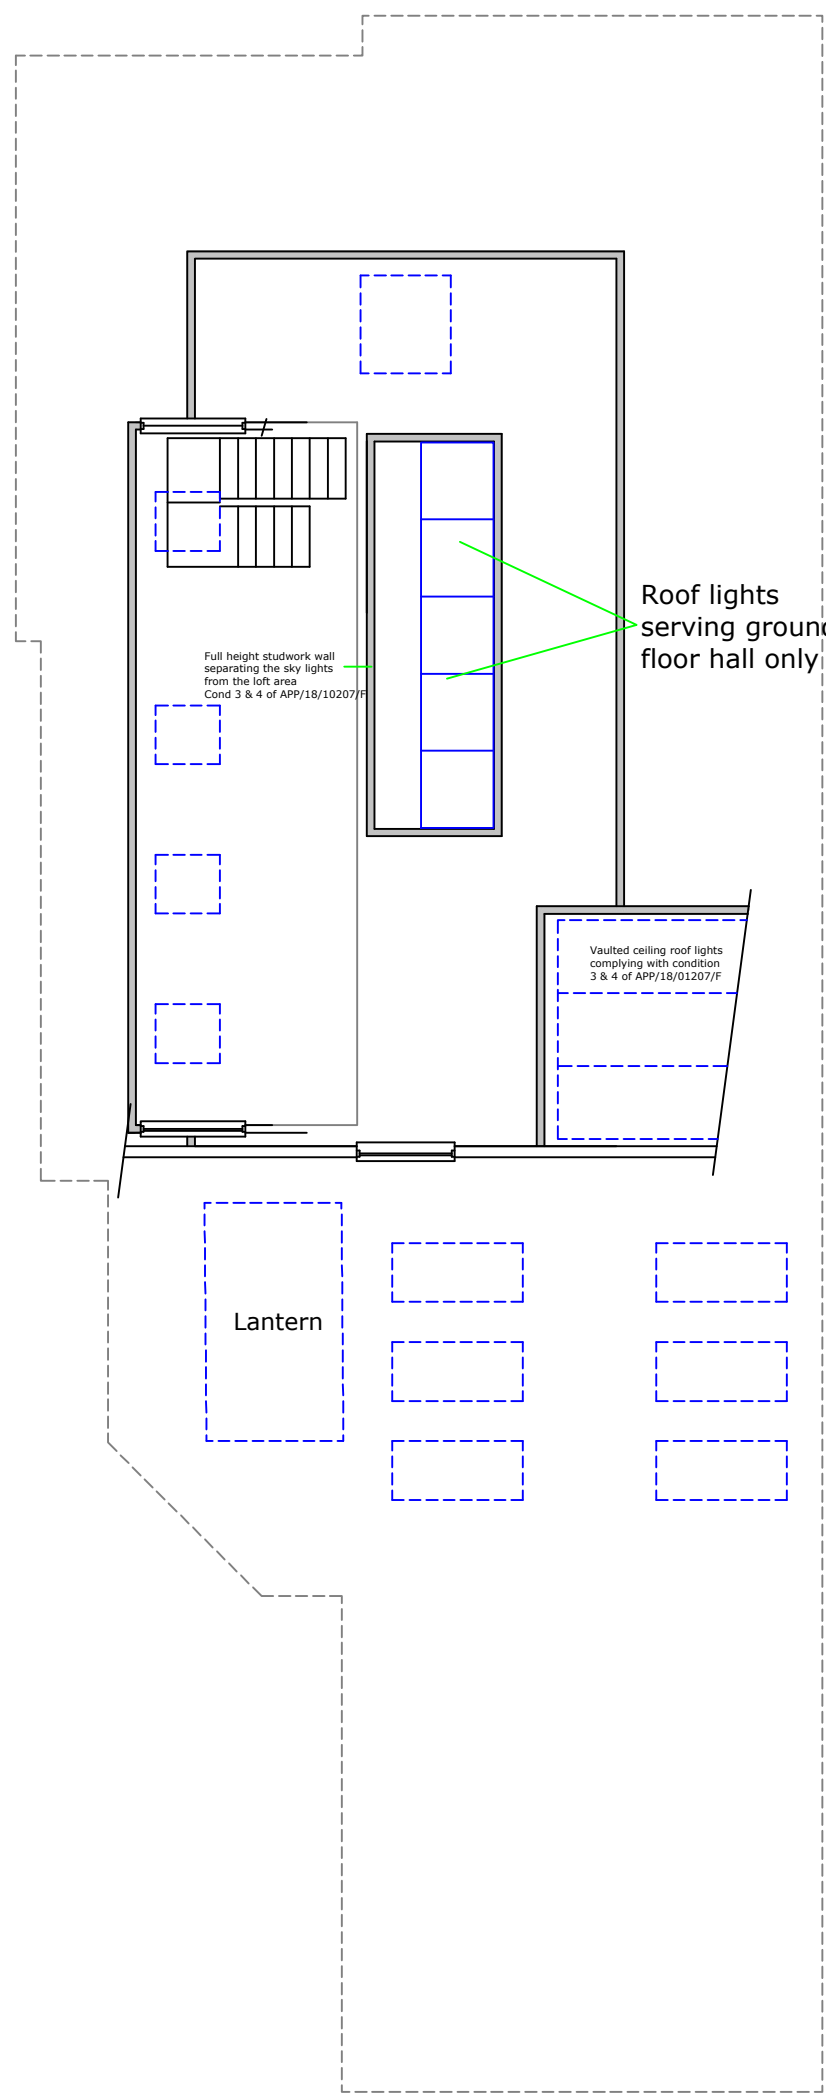 Roof lights
serving ground
floor hall only
Full height studwork wall
separating the sky lights
from the loft area
Cond 3 & 4 of APP/18/10207/F
Vaulted ceiling roof lights
complying with condition
3 & 4 of APP/18/01207/F
Lantern